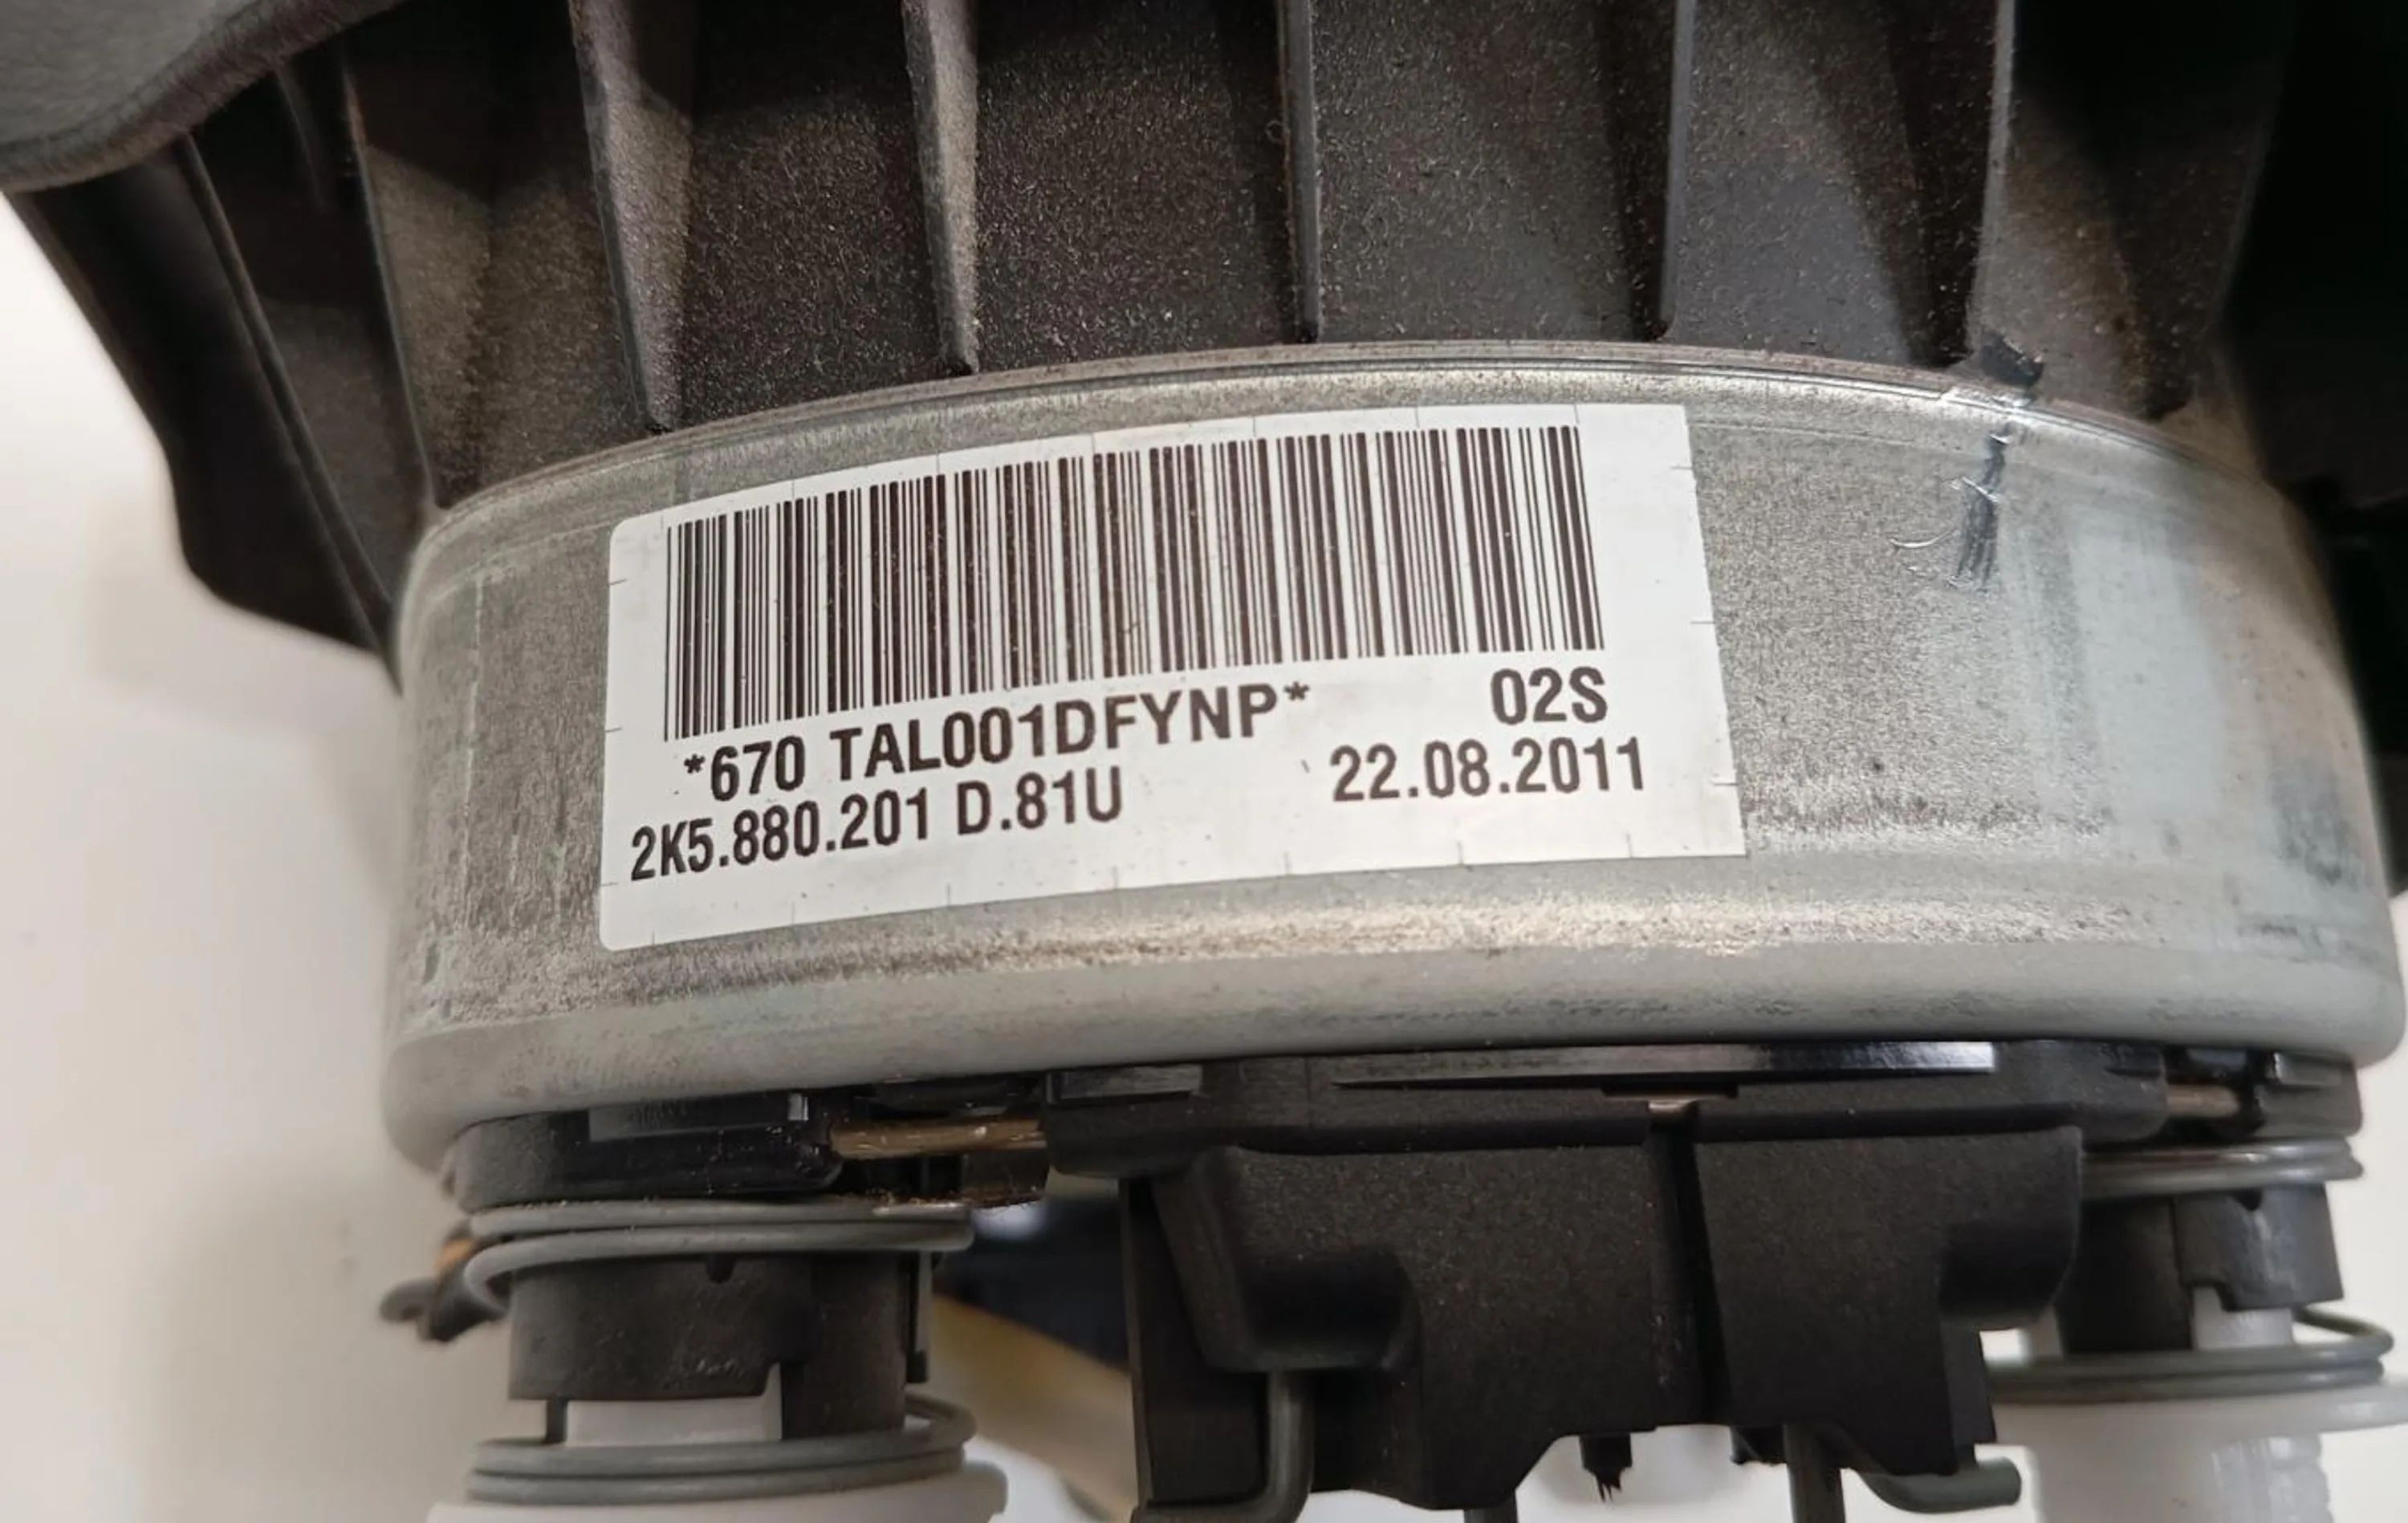 *670 TAL001DFYNP* 02S
2K5.880.201 D.81U 22.08.2011